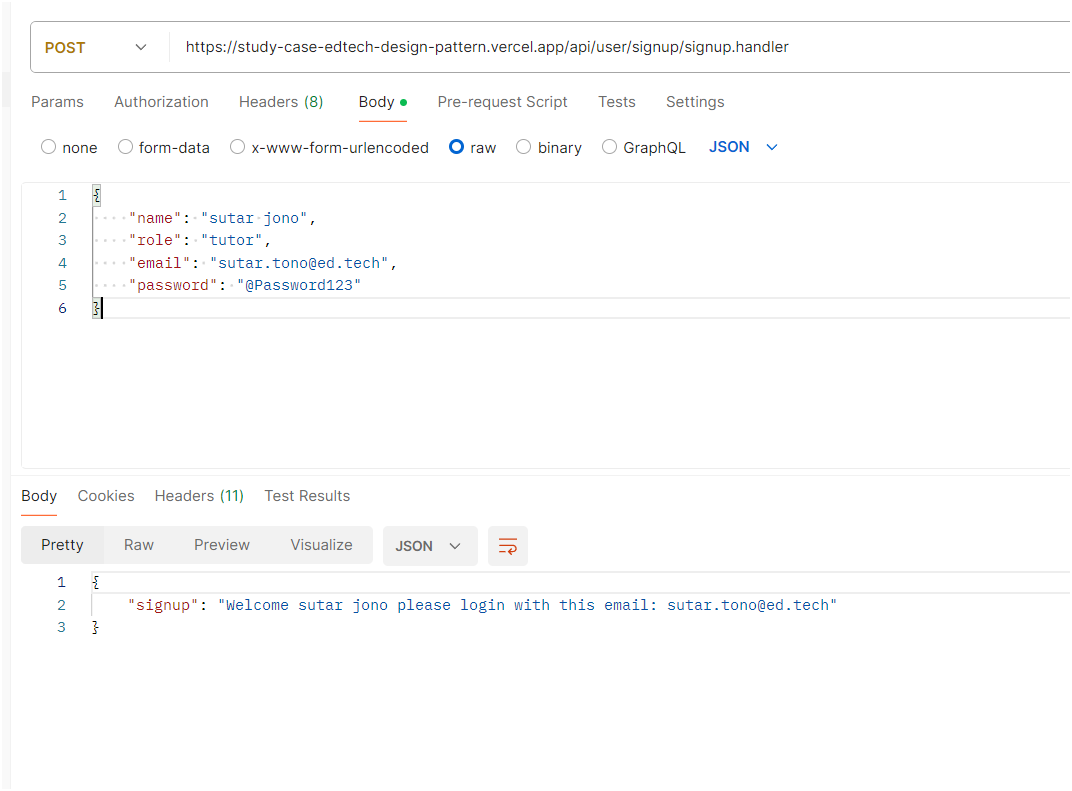 POST https://study-case-edtech-design-pattern.vercel.app/api/user/signup/signup.handler
Params Authorization Headers (8) Body Pre-request Script Tests Settings
none form-data x-www-form-urlencoded raw binary GraphQL JSON
1 {
2 "name": "sutar jono",
3 "role": "tutor",
4 "email": "sutar.tono@ed.tech",
5 "password": "@Password123"
6 }
Body Cookies Headers (11) Test Results
Pretty Raw Preview Visualize JSON
1 {
2 "signup": "Welcome sutar jono please login with this email: sutar.tono@ed.tech"
3 }